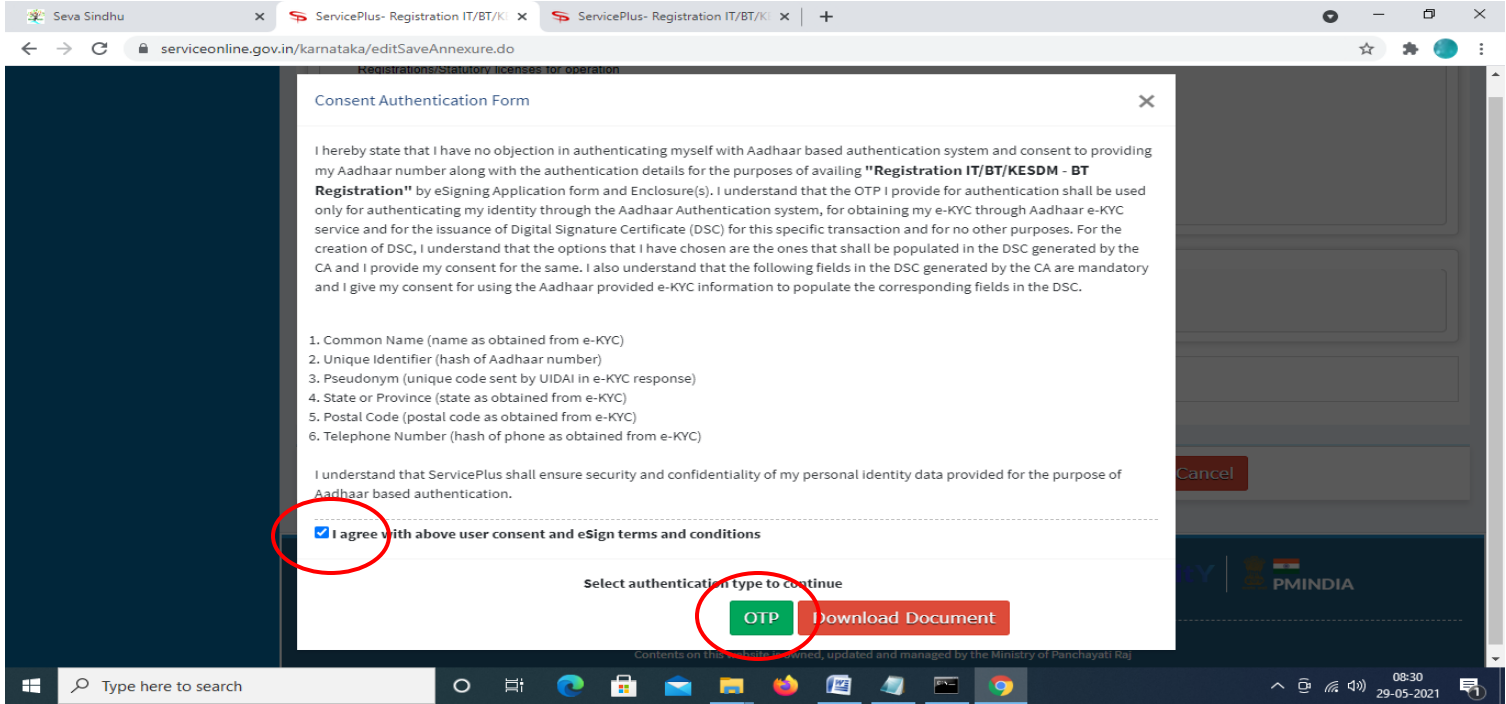 Seva Sindhu
ServicePlus- Registration IT/BT/K
ServicePlus- Registration IT/BT/K
serviceonline.gov.in/karnataka/editSaveAnnexure.do
Registrations/Statutory licenses for operation
Consent Authentication Form
I hereby state that I have no objection in authenticating myself with Aadhaar based authentication system and consent to providing
my Aadhaar number along with the authentication details for the purposes of availing "Registration IT/BT/KESDM - BT
Registration" by eSigning Application form and Enclosure(s). I understand that the OTP I provide for authentication shall be used
only for authenticating my identity through the Aadhaar Authentication system, for obtaining my e-KYC through Aadhaar e-KYC
service and for the issuance of Digital Signature Certificate (DSC) for this specific transaction and for no other purposes. For the
creation of DSC, I understand that the options that I have chosen are the ones that shall be populated in the DSC generated by the
CA and I provide my consent for the same. I also understand that the following fields in the DSC generated by the CA are mandatory
and I give my consent for using the Aadhaar provided e-KYC information to populate the corresponding fields in the DSC.
1. Common Name (name as obtained from e-KYC)
2. Unique Identifier (hash of Aadhaar number)
3. Pseudonym (unique code sent by UIDAI in e-KYC response)
4. State or Province (state as obtained from e-KYC)
5. Postal Code (postal code as obtained from e-KYC)
6. Telephone Number (hash of phone as obtained from e-KYC)
I understand that ServicePlus shall ensure security and confidentiality of my personal identity data provided for the purpose of
Aadhaar based authentication.
Cancel
I agree with above user consent and eSign terms and conditions
Select authentication type to continue
PMINDIA
OTP Download Document
Contents on this website is owned, updated and managed by the Ministry of Panchayati Raj
Type here to search
08:30
29-05-2021
1